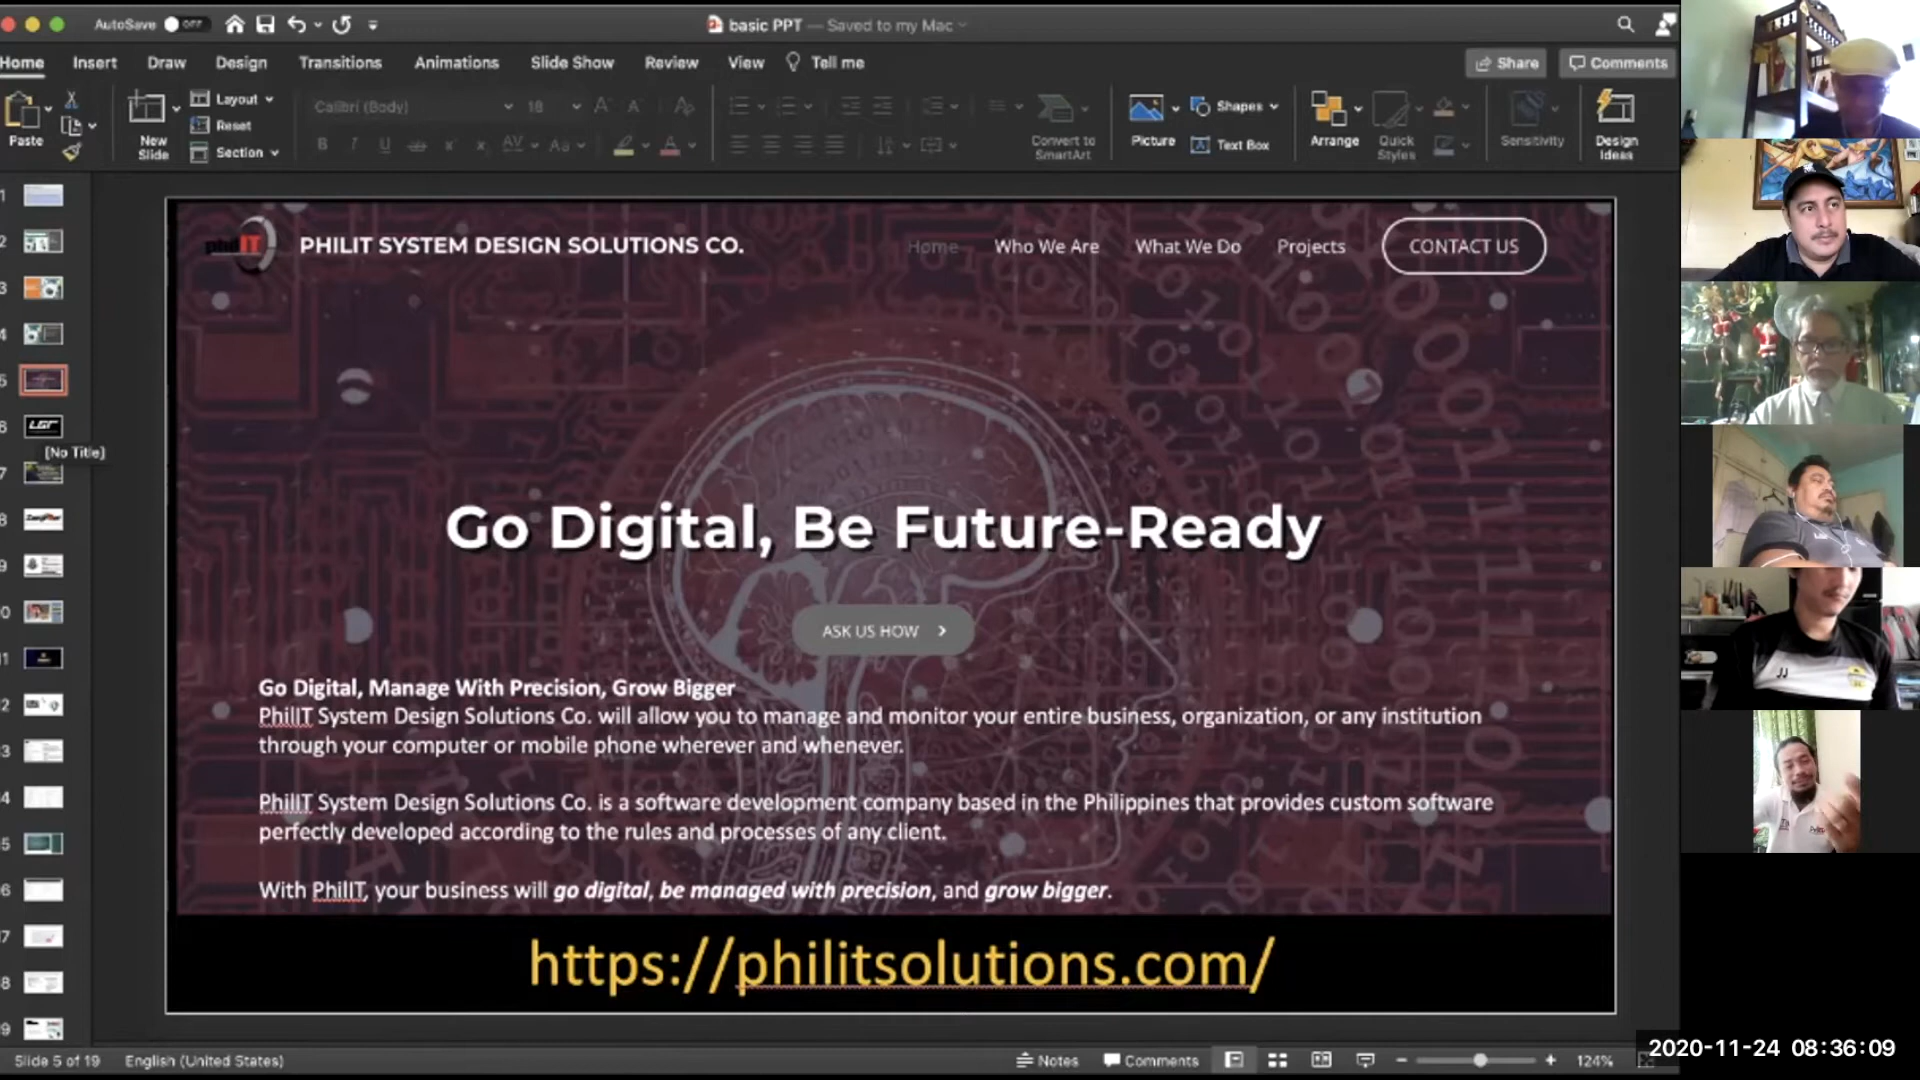 AutoSave OFF
basic PPT — Saved to my Mac
Home Insert Draw Design Transitions Animations Slide Show Review View Tell me
Share Comments
Paste
New Slide
Layout
Reset
Section
Calibri (Body) 18
Convert to SmartArt
Picture
Shapes
Text Box
Arrange
Quick Styles
Sensitivity
Design Ideas
[No Title]
philIT
PHILIT SYSTEM DESIGN SOLUTIONS CO.
Home Who We Are What We Do Projects CONTACT US
Go Digital, Be Future-Ready
ASK US HOW >
Go Digital, Manage With Precision, Grow Bigger
PhilIT System Design Solutions Co. will allow you to manage and monitor your entire business, organization, or any institution
through your computer or mobile phone wherever and whenever.
PhilIT System Design Solutions Co. is a software development company based in the Philippines that provides custom software
perfectly developed according to the rules and processes of any client.
With PhilIT, your business will go digital, be managed with precision, and grow bigger.
https://philitsolutions.com/
Slide 5 of 19 English (United States)
Notes Comments
124%
2020-11-24 08:36:09